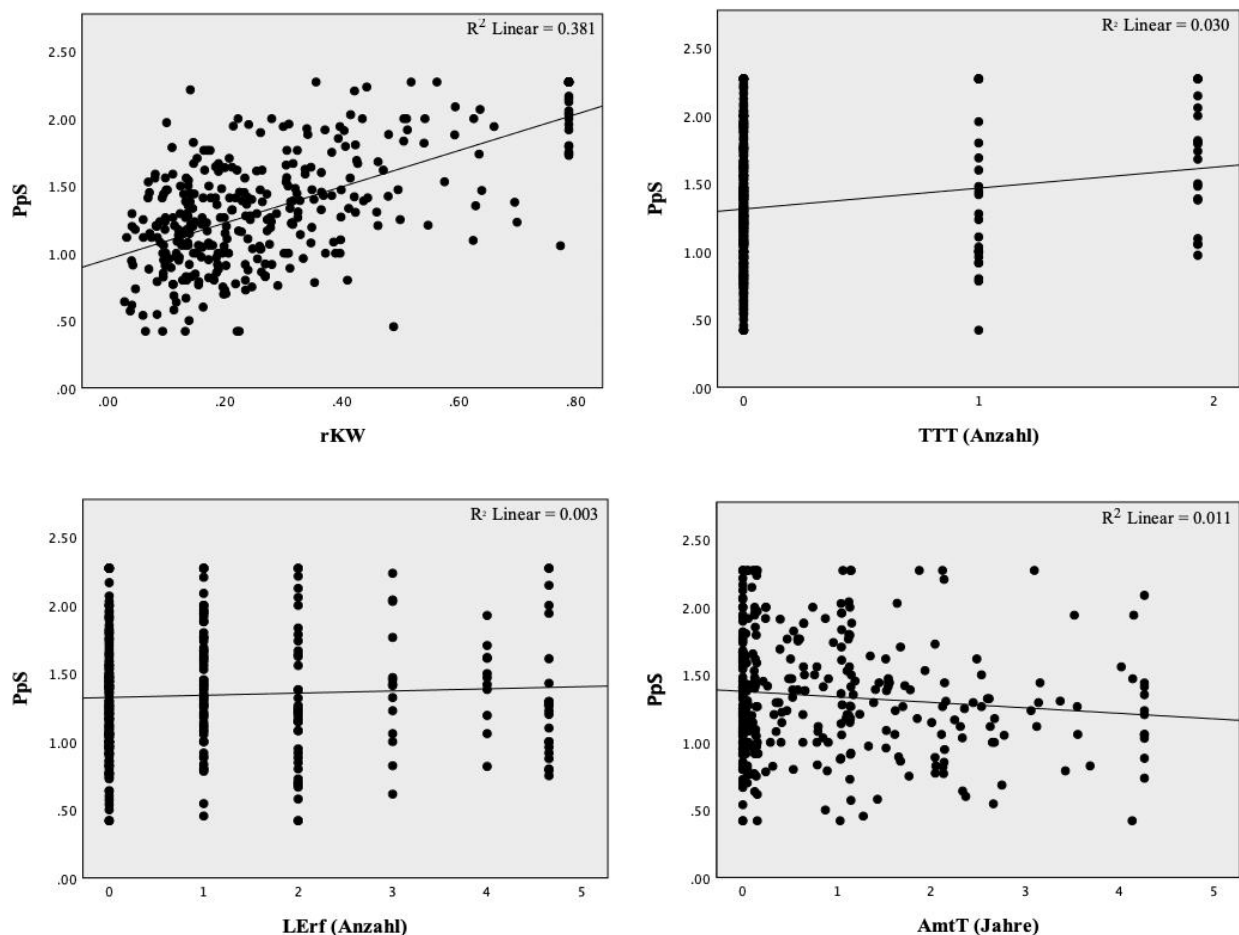 R² Linear = 0.381
2.50
2.00
1.50
1.00
.50
.00
PpS
.00 .20 .40 .60 .80
rKW
R² Linear = 0.030
2.50
2.00
1.50
1.00
.50
.00
PpS
0 1 2
TTT (Anzahl)
R² Linear = 0.003
2.50
2.00
1.50
1.00
.50
.00
PpS
0 1 2 3 4 5
LErf (Anzahl)
R² Linear = 0.011
2.50
2.00
1.50
1.00
.50
.00
PpS
0 1 2 3 4 5
AmtT (Jahre)